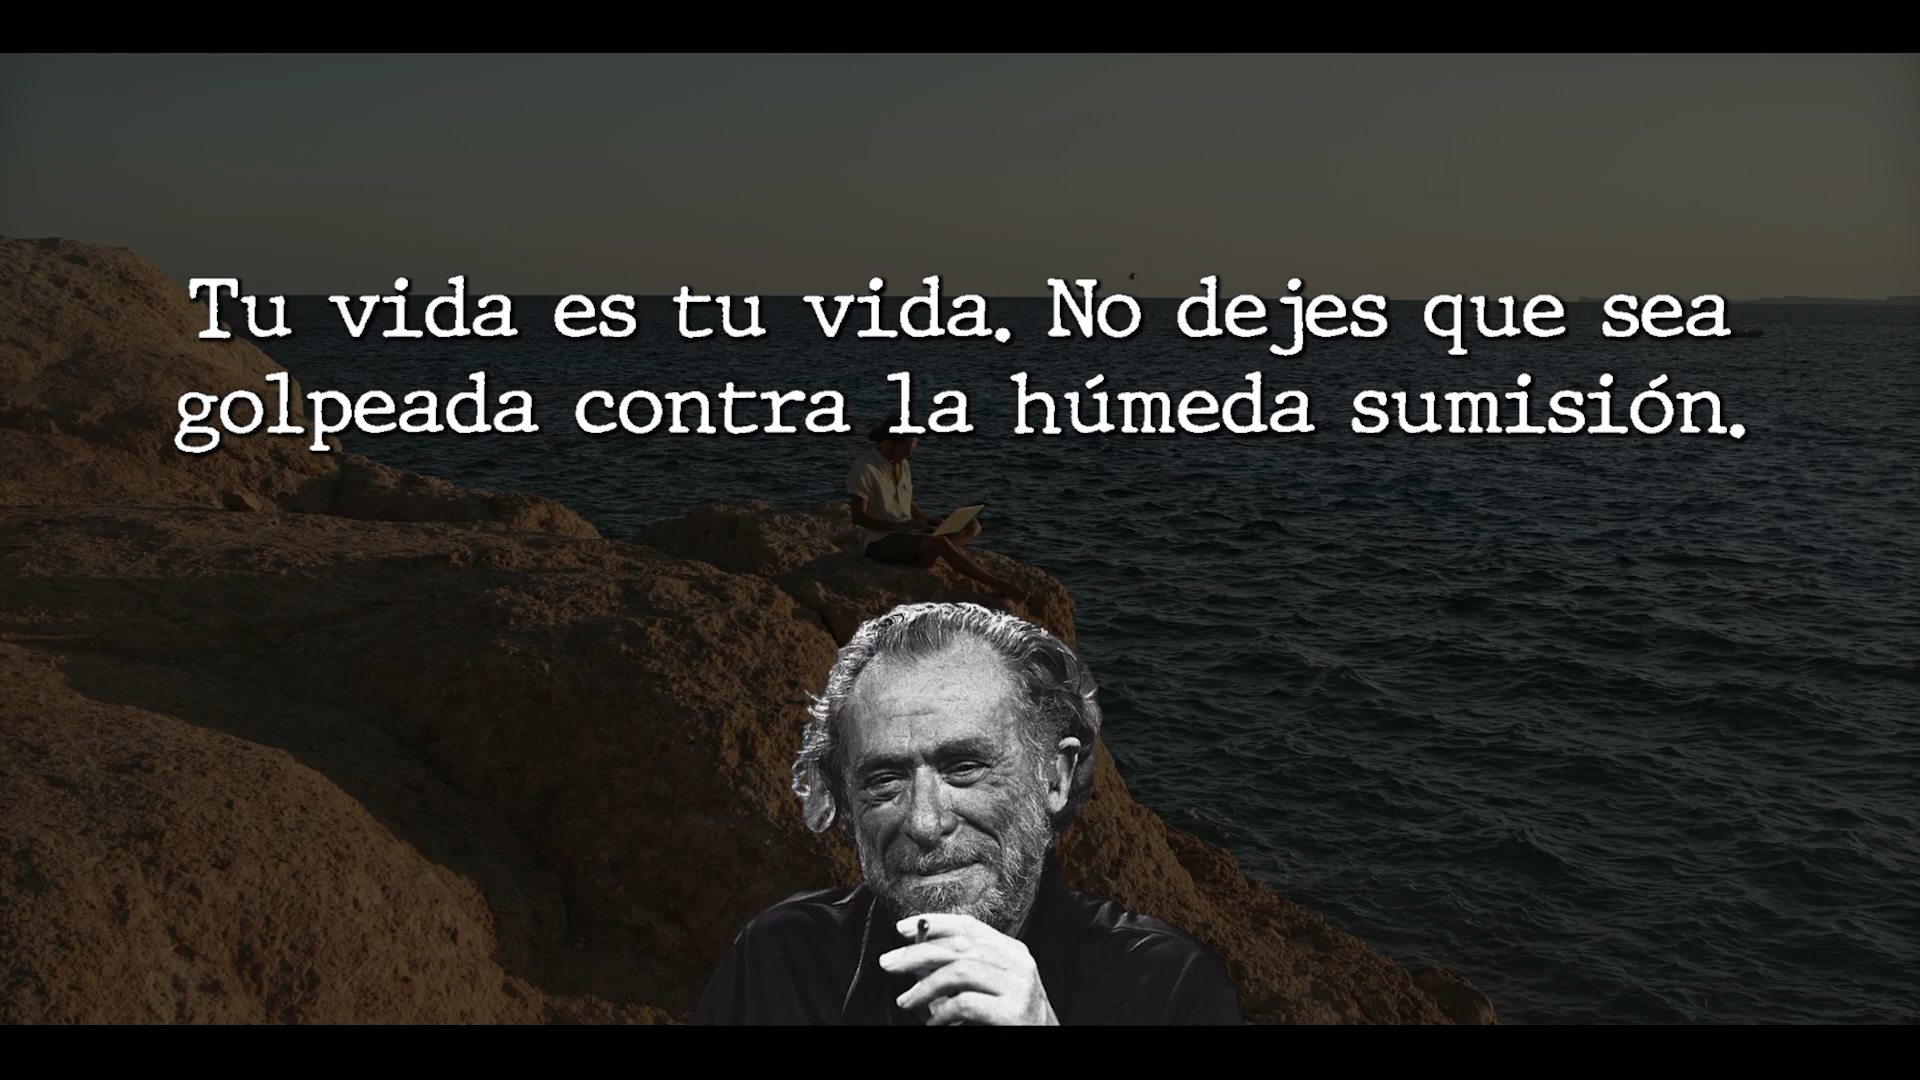 Tu vida es tu vida. No dejes que sea
golpeada contra la húmeda sumisión.